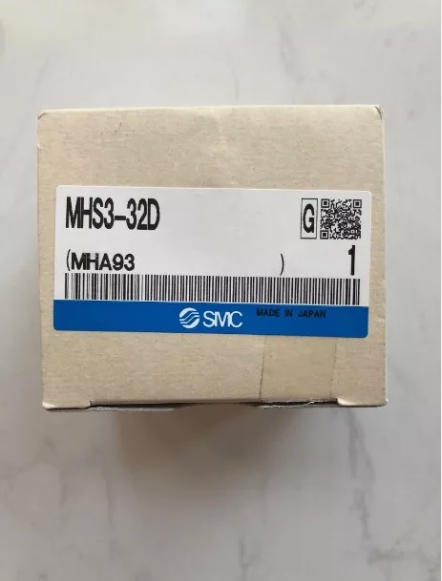 MHS3-32D
G
(MHA93 )
1
SMC
MADE IN JAPAN